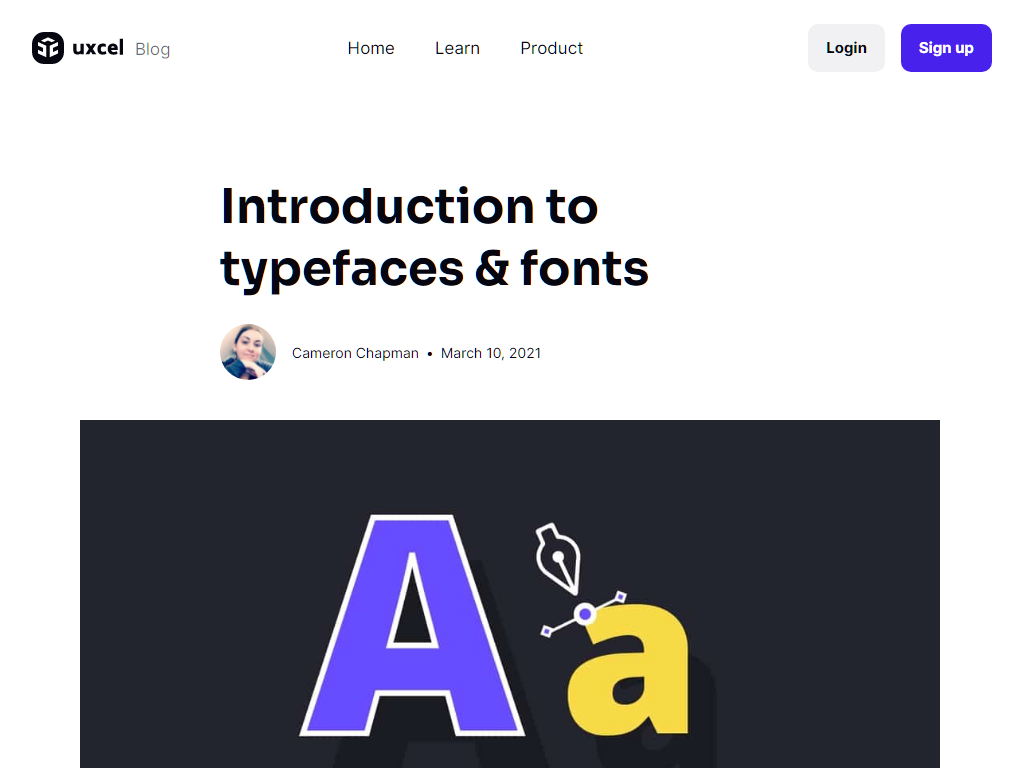 uxcel Blog
Home Learn Product
Login
Sign up
Introduction to
typefaces & fonts
Cameron Chapman • March 10, 2021
Aa